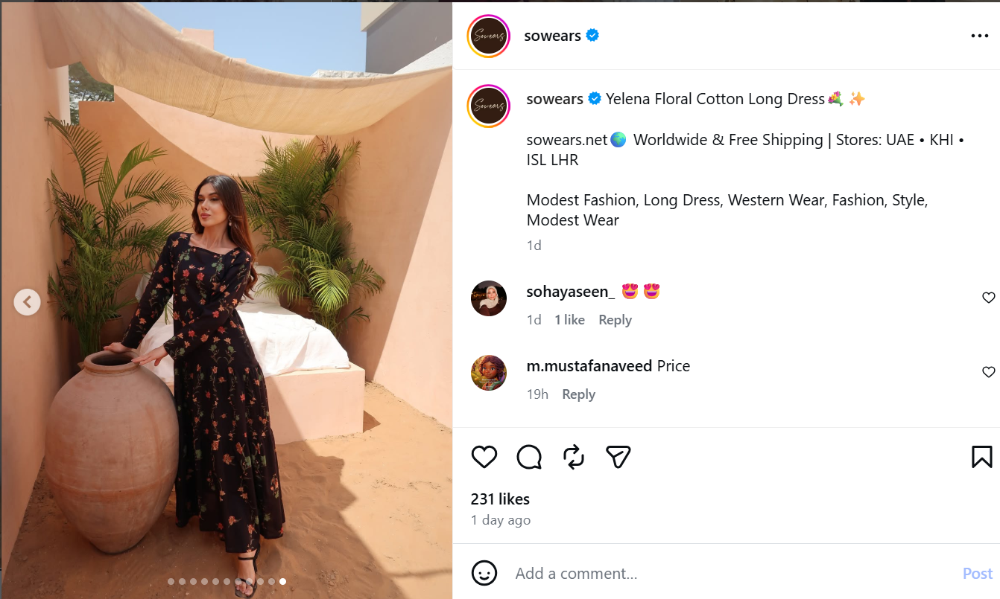 Sowears
sowears
Sowears
sowears Yelena Floral Cotton Long Dress💐 ✨
sowears.net🌍 Worldwide & Free Shipping | Stores: UAE • KHI •
ISL LHR
Modest Fashion, Long Dress, Western Wear, Fashion, Style,
Modest Wear
1d
sohayaseen_ 😍 😍
1d 1 like Reply
m.mustafanaveed Price
19h Reply
231 likes
1 day ago
Add a comment...
Post